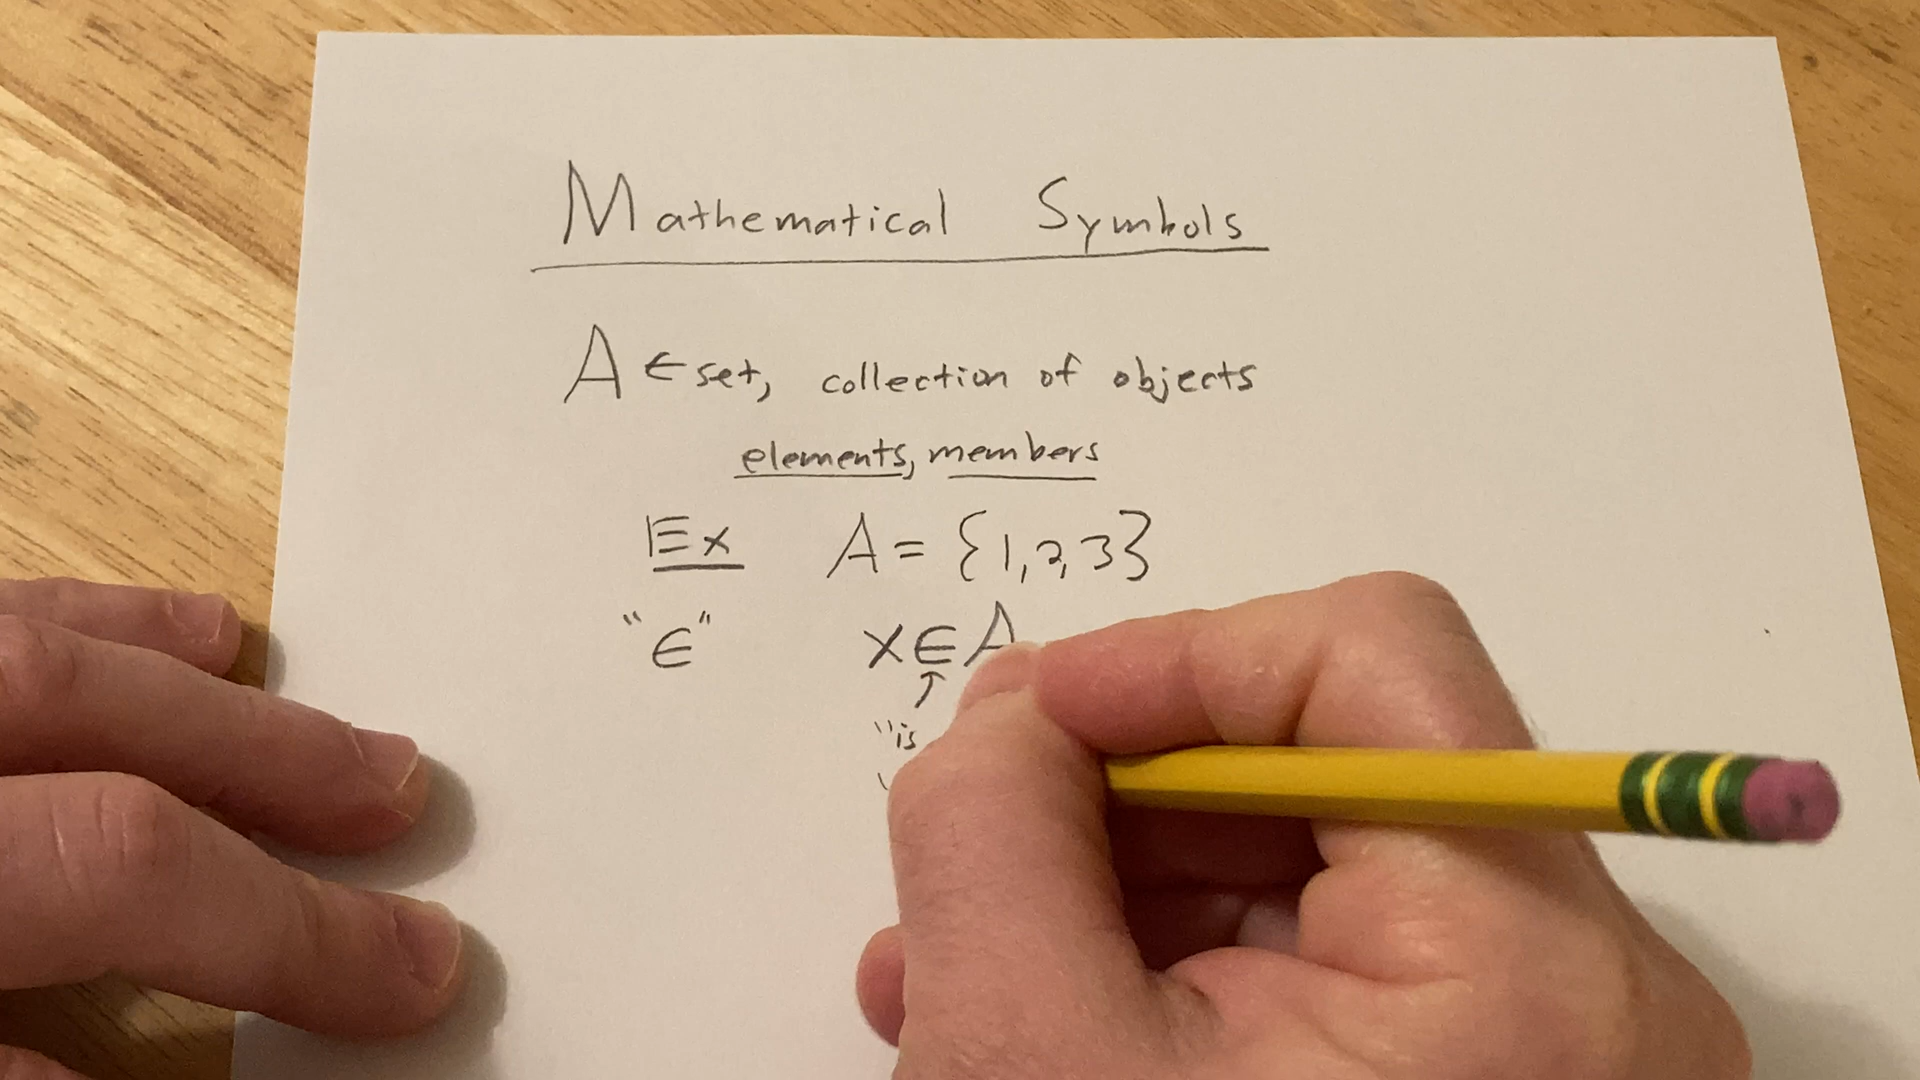 Mathematical Symbols
A ← set, collection of objects
elements, members
Ex A = {1,2,3}
"∈" x∈A
↑
"is